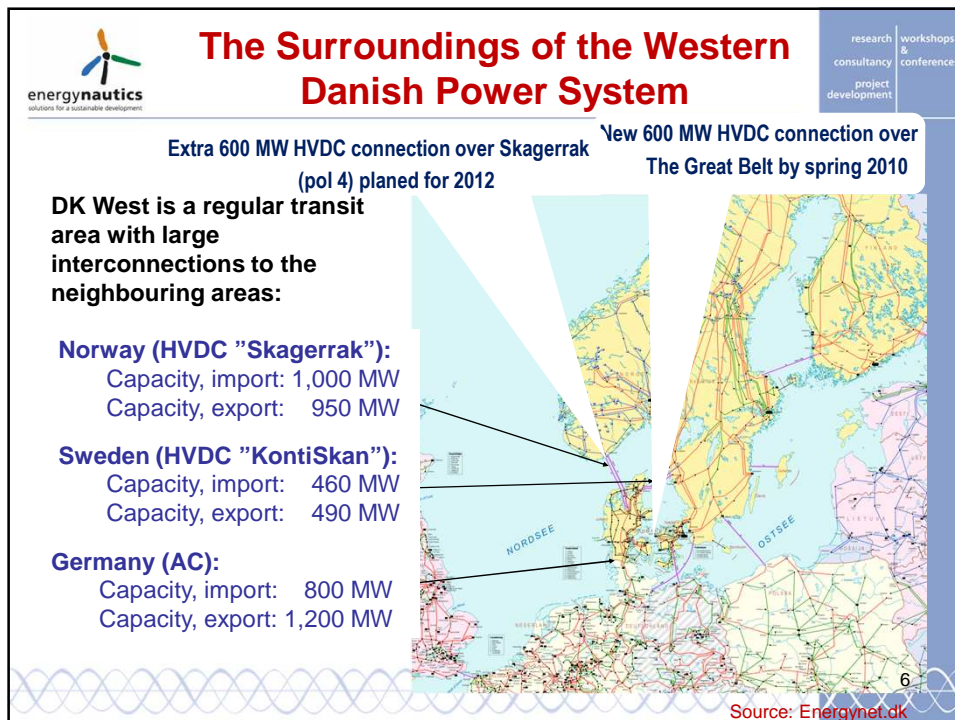 energynautics
solutions for a sustainable development
The Surroundings of the Western
Danish Power System
research workshops
&
consultancy conference
project
development
Extra 600 MW HVDC connection over Skagerrak
(pol 4) planed for 2012
New 600 MW HVDC connection over
The Great Belt by spring 2010
DK West is a regular transit
area with large
interconnections to the
neighbouring areas:
Norway (HVDC ”Skagerrak”):
Capacity, import: 1,000 MW
Capacity, export: 950 MW
Sweden (HVDC ”KontiSkan”):
Capacity, import: 460 MW
Capacity, export: 490 MW
Germany (AC):
Capacity, import: 800 MW
Capacity, export: 1,200 MW
FINLAND
NORDSEE
OSTSEE
POLSKA
6
Source: Energynet.dk